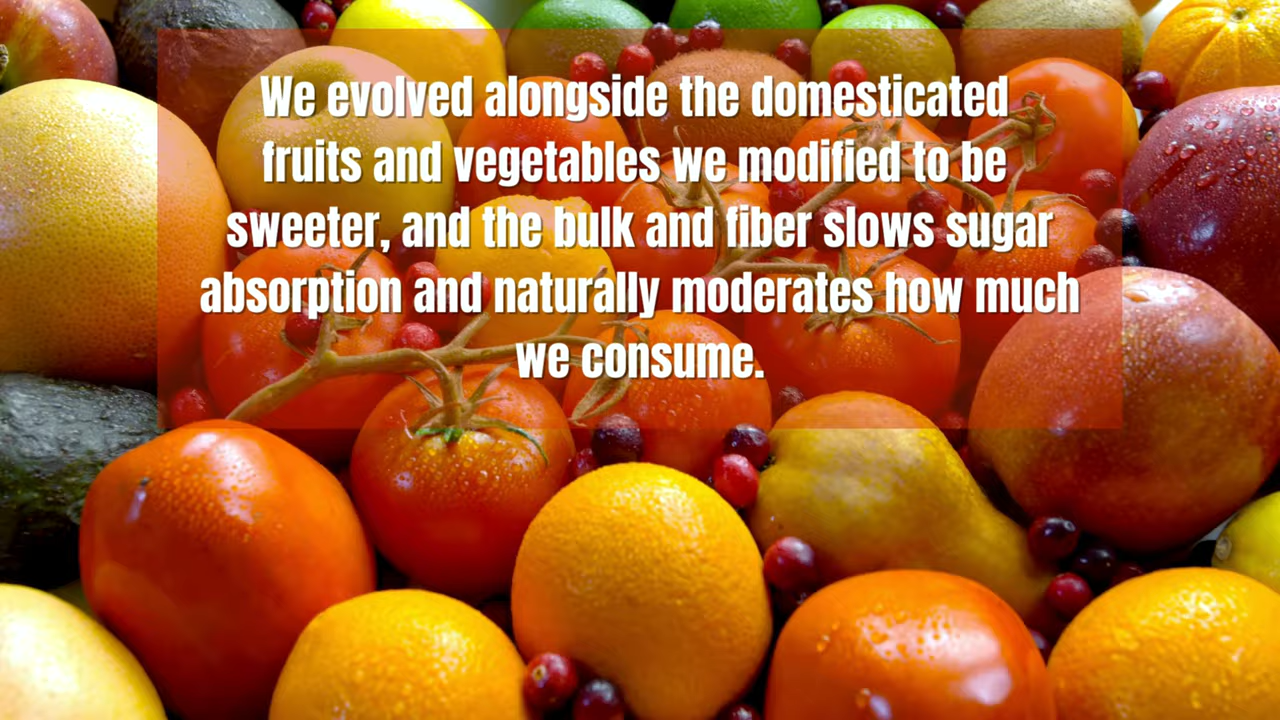 We evolved alongside the domesticated
fruits and vegetables we modified to be
sweeter, and the bulk and fiber slows sugar
absorption and naturally moderates how much
we consume.